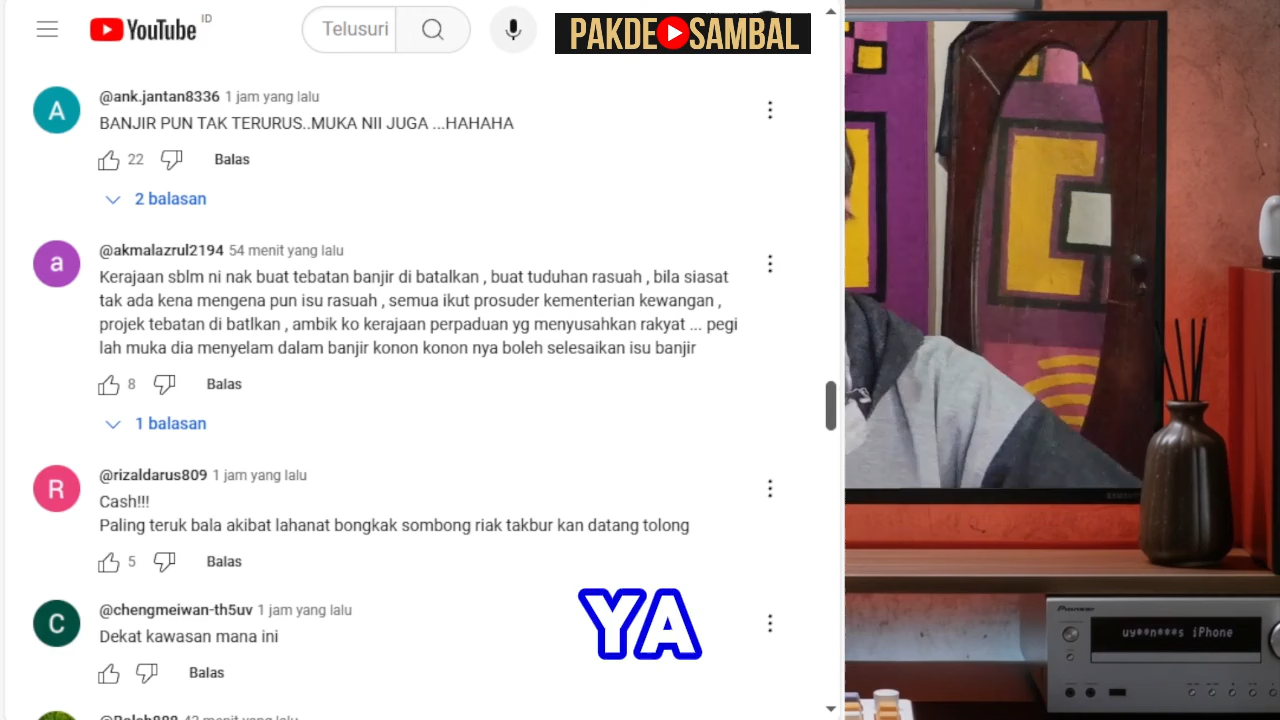 YouTube ID
Telusuri
PAKDE SAMBAL
A
@ank.jantan8336 1 jam yang lalu
BANJIR PUN TAK TERURUS..MUKA NII JUGA ...HAHAHA
22 Balas
2 balasan
a
@akmalazrul2194 54 menit yang lalu
Kerajaan sblm ni nak buat tebatan banjir di batalkan , buat tuduhan rasuah , bila siasat
tak ada kena mengena pun isu rasuah , semua ikut prosuder kementerian kewangan ,
projek tebatan di batlkan , ambik ko kerajaan perpaduan yg menyusahkan rakyat ... pegi
lah muka dia menyelam dalam banjir konon konon nya boleh selesaikan isu banjir
8 Balas
1 balasan
R
@rizaldarus809 1 jam yang lalu
Cash!!!
Paling teruk bala akibat lahanat bongkak sombong riak takbur kan datang tolong
5 Balas
C
@chengmeiwan-th5uv 1 jam yang lalu
Dekat kawasan mana ini
Balas
YA
Pioneer
iPhone